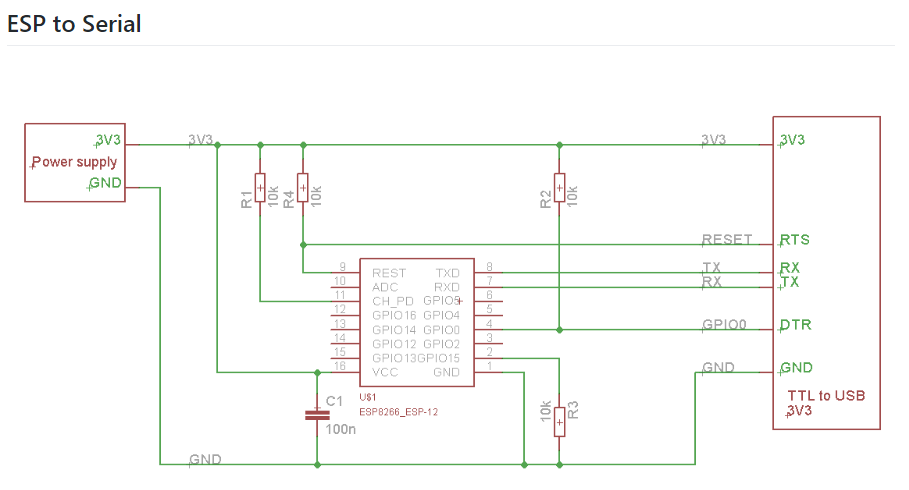 ESP to Serial
3V3
Power supply
GND
3V3
3V3
3V3
R1
10k
R4
10k
R2
10k
RESET
RTS
TX
RX
RX
TX
GPIO0
DTR
GND
GND
TTL to USB
3V3
9
REST
TXD
8
10
ADC
RXD
7
11
CH_PD
GPIO5
6
12
GPIO16
GPIO4
5
13
GPIO14
GPIO0
4
14
GPIO12
GPIO2
3
15
GPIO13
GPIO15
2
16
VCC
GND
1
U$1
ESP8266_ESP-12
C1
100n
10k
R3
GND